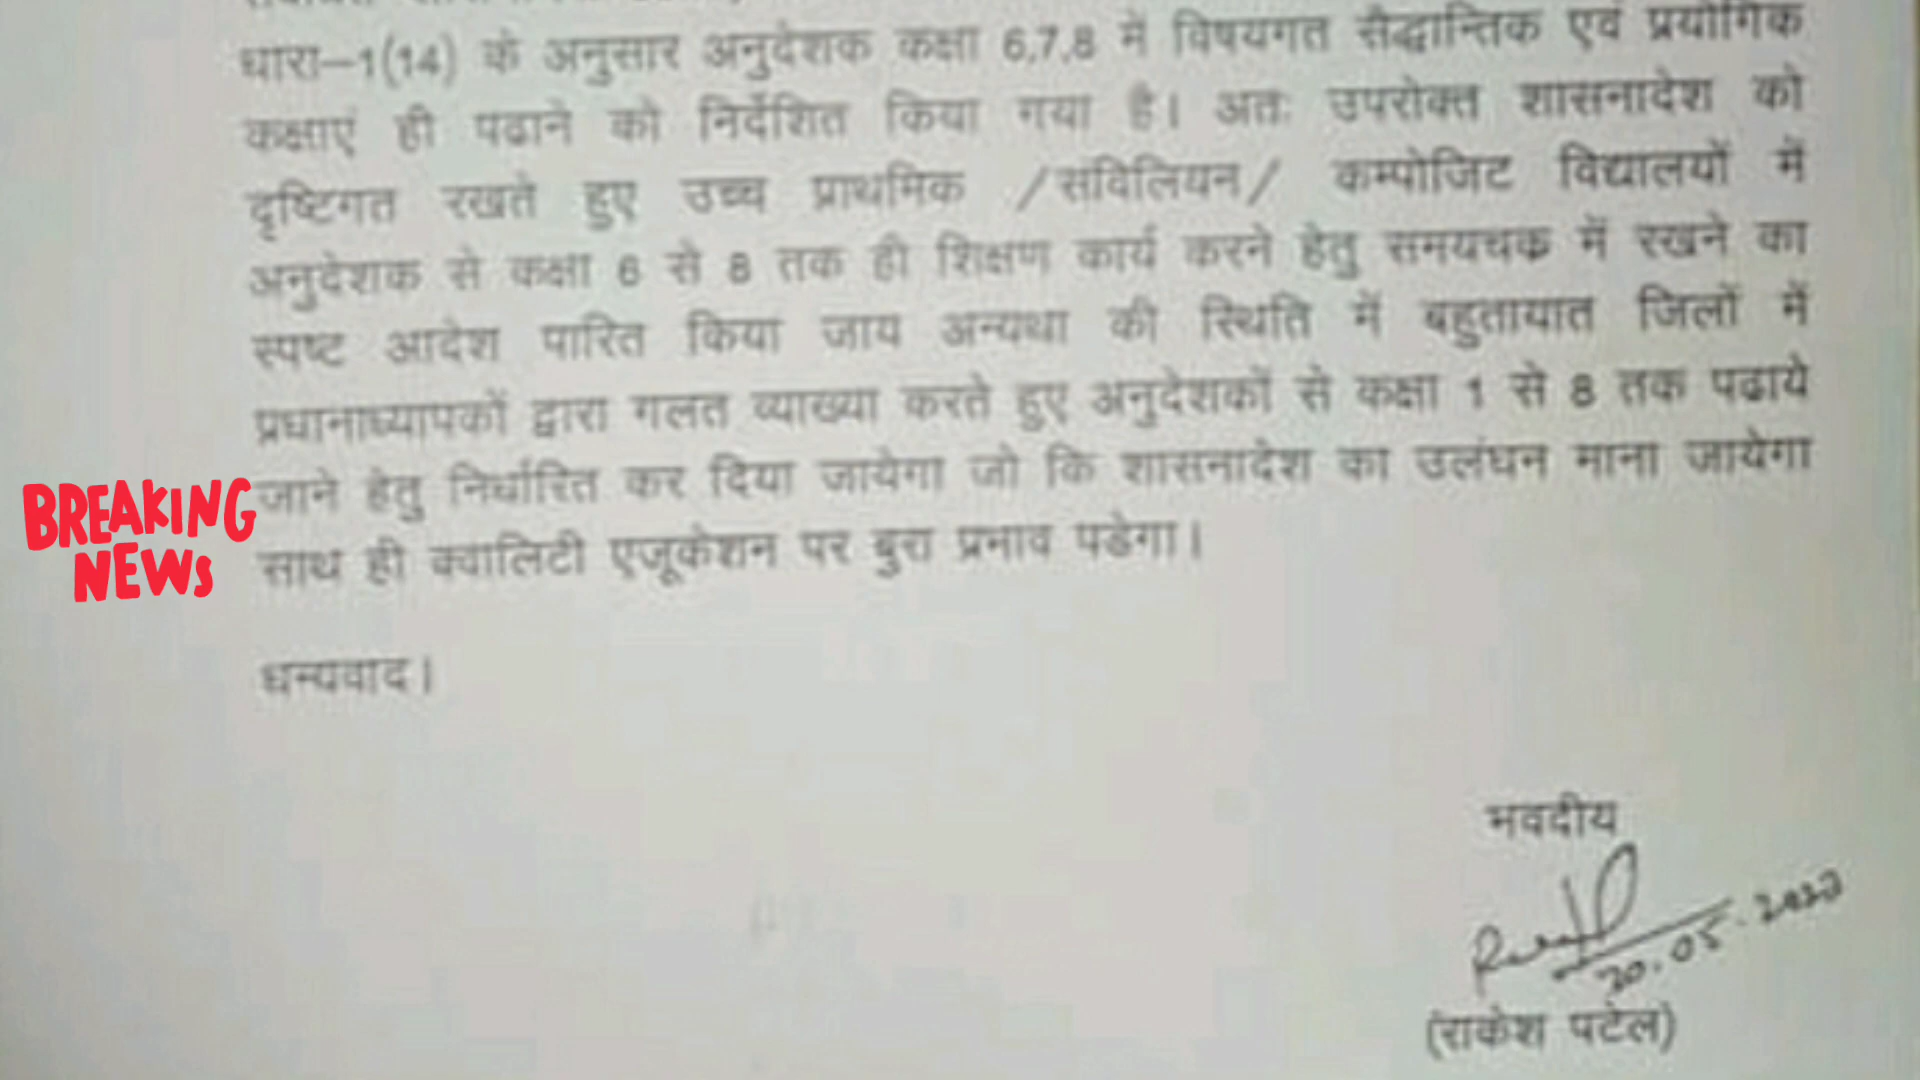 धारा–1(14) के अनुसार अनुदेशक कक्षा 6,7,8 में विषयगत सैद्धान्तिक एवं प्रयोगिक
कक्षाएं ही पढाने को निर्देशित किया गया है। अतः उपरोक्त शासनादेश को
दृष्टिगत रखते हुए उच्च प्राथमिक /संविलियन/ कम्पोजिट विद्यालयों में
अनुदेशक से कक्षा 6 से 8 तक ही शिक्षण कार्य करने हेतु समयचक्र में रखने का
स्पष्ट आदेश पारित किया जाय अन्यथा की स्थिति में बहुतायात जिलों में
प्रधानाध्यापकों द्वारा गलत व्याख्या करते हुए अनुदेशकों से कक्षा 1 से 8 तक पढाये
जाने हेतु निर्धारित कर दिया जायेगा जो कि शासनादेश का उलंघन माना जायेगा
साथ ही क्वालिटी एजूकेशन पर बुरा प्रभाव पडेगा।
BREAKING
NEWS
धन्यवाद।
भवदीय
20.05.2022
(राकेश पटेल)